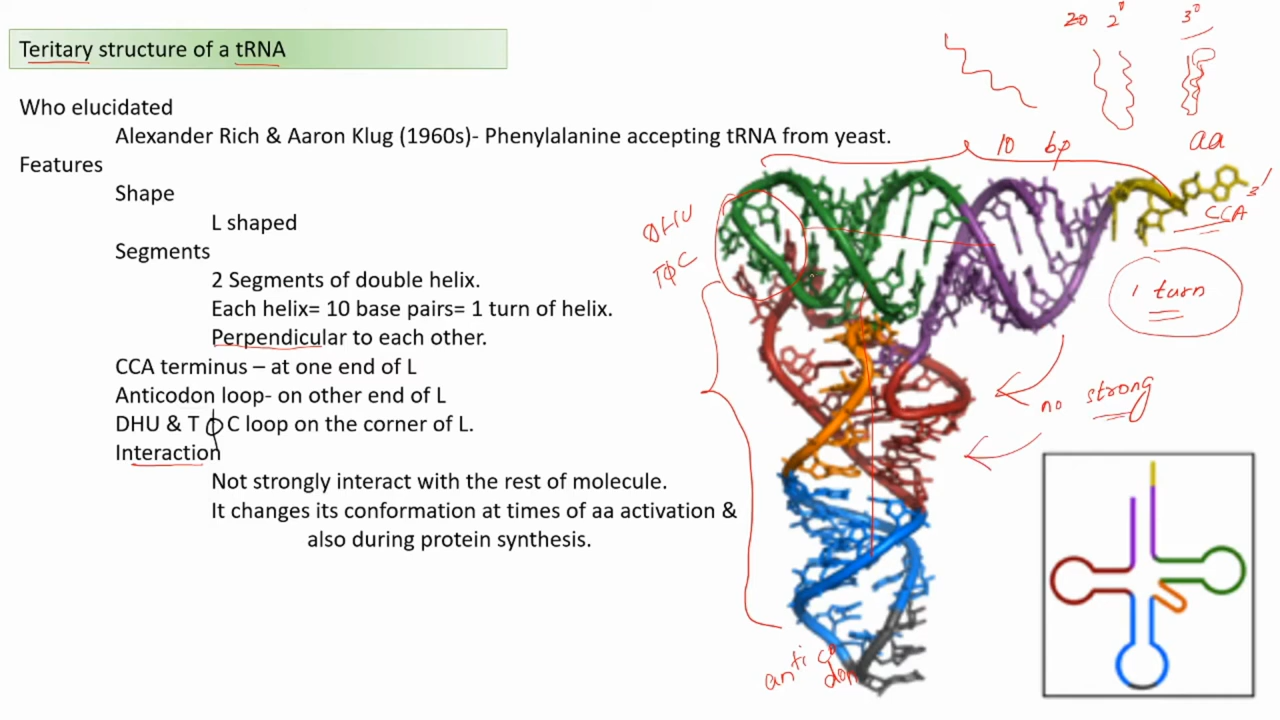 Teritary structure of a tRNA
Who elucidated
Alexander Rich & Aaron Klug (1960s)- Phenylalanine accepting tRNA from yeast.
Features
Shape
L shaped
Segments
2 Segments of double helix.
Each helix= 10 base pairs= 1 turn of helix.
Perpendicular to each other.
CCA terminus – at one end of L
Anticodon loop- on other end of L
DHU & T ϕ C loop on the corner of L.
Interaction
Not strongly interact with the rest of molecule.
It changes its conformation at times of aa activation &
also during protein synthesis.
2° 3°
10 bp
aa
3'
CCA
DHU
TϕC
1 turn
no strong
anticodon